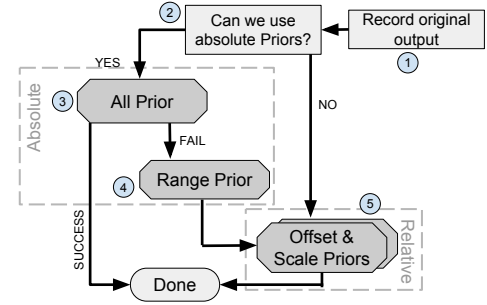 2
Can we use
absolute Priors?
Record original
output
1
YES
NO
Absolute
3
All Prior
FAIL
4
Range Prior
SUCCESS
5
Offset &
Scale Priors
Relative
Done